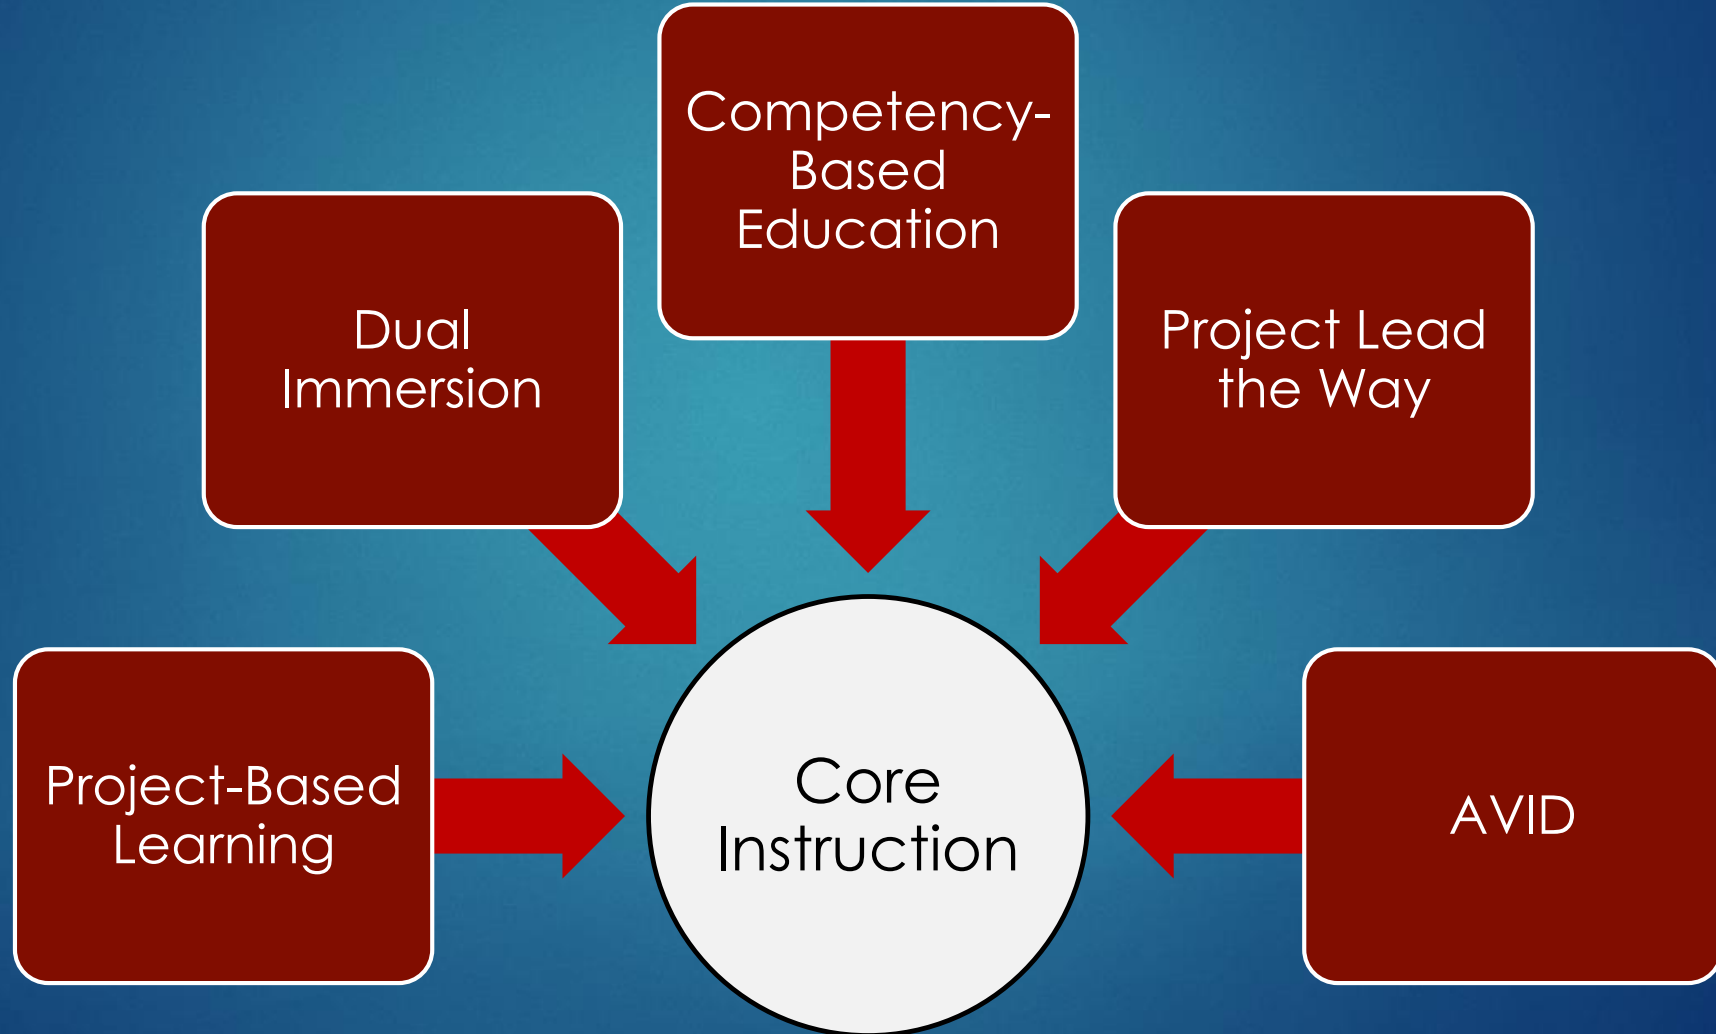 Competency-
Based
Education
Dual
Immersion
Project Lead
the Way
Project-Based
Learning
Core
Instruction
AVID